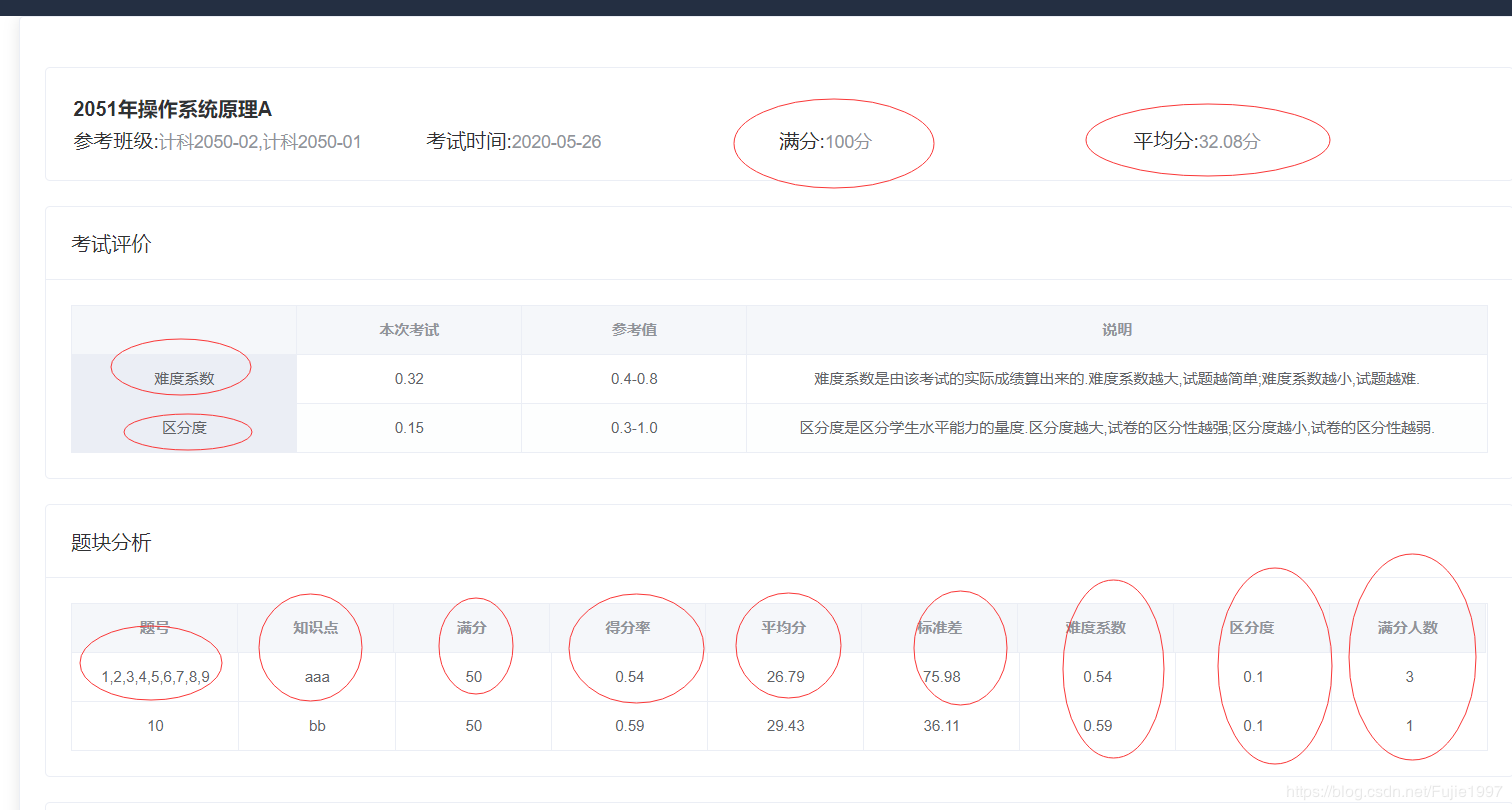 2051年操作系统原理A
参考班级:计科2050-02,计科2050-01 考试时间:2020-05-26 满分:100分 平均分:32.08分
考试评价
本次考试 参考值 说明
难度系数 0.32 0.4-0.8 难度系数是由该考试的实际成绩算出来的.难度系数越大,试题越简单;难度系数越小,试题越难.
区分度 0.15 0.3-1.0 区分度是区分学生水平能力的量度.区分度越大,试卷的区分性越强;区分度越小,试卷的区分性越弱.
题块分析
题号 知识点 满分 得分率 平均分 标准差 难度系数 区分度 满分人数
1,2,3,4,5,6,7,8,9 aaa 50 0.54 26.79 75.98 0.54 0.1 3
10 bb 50 0.59 29.43 36.11 0.59 0.1 1
https://blog.csdn.net/Fujie1997